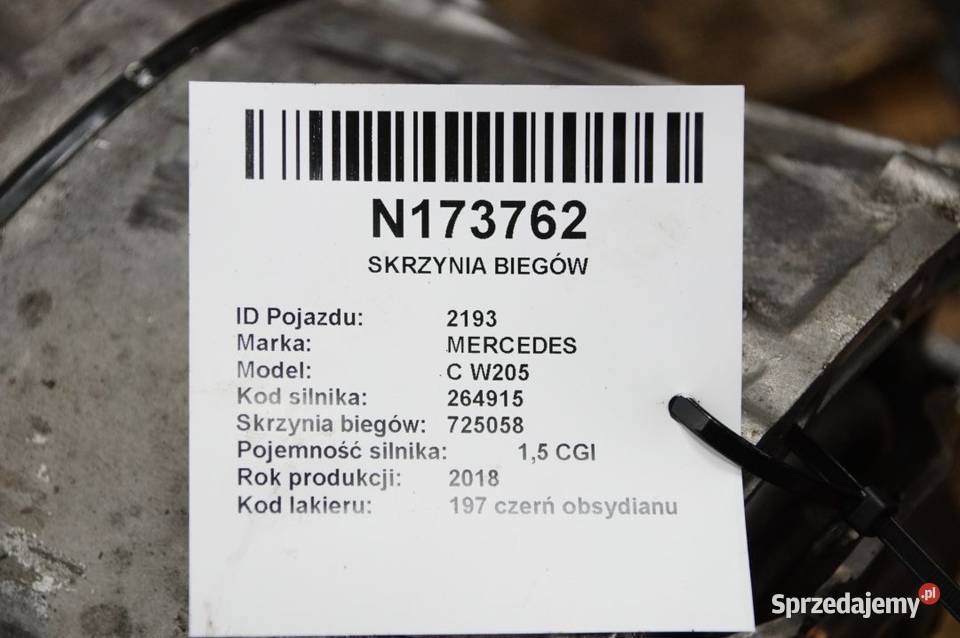 N173762
SKRZYNIA BIEGÓW
ID Pojazdu: 2193
Marka: MERCEDES
Model: C W205
Kod silnika: 264915
Skrzynia biegów: 725058
Pojemność silnika: 1,5 CGI
Rok produkcji: 2018
Kod lakieru: 197 czerń obsydianu
Sprzedajemy.pl